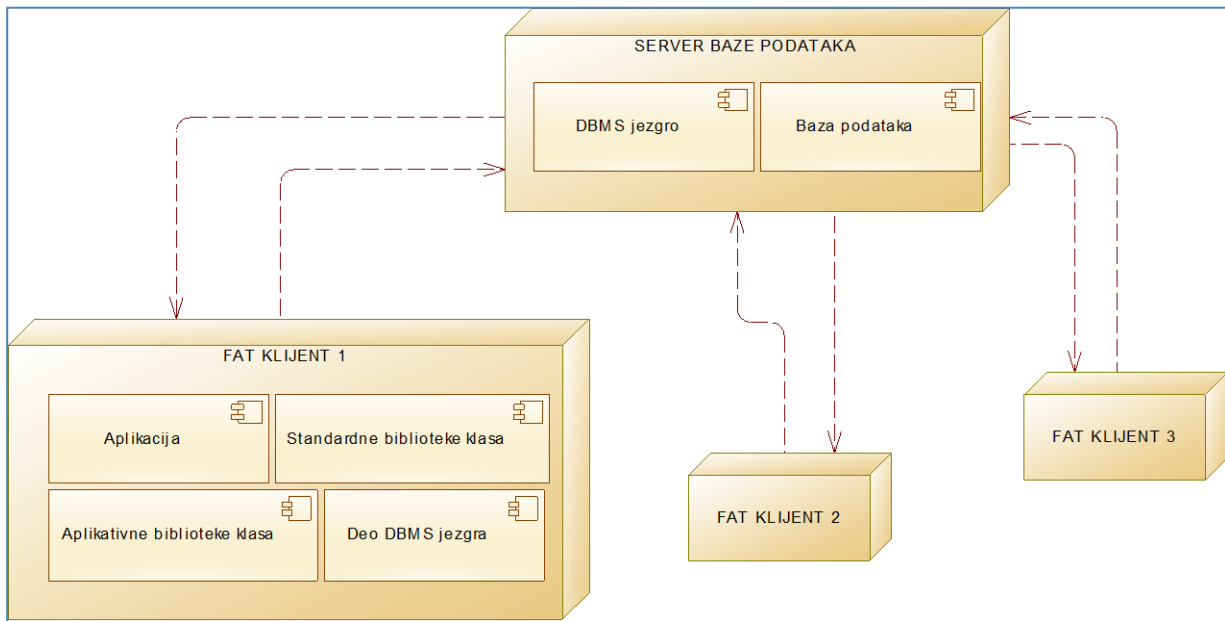 SERVER BAZE PODATAKA
DBMS jezgro
Baza podataka
FAT KLIJENT 1
Aplikacija
Standardne biblioteke klasa
Aplikativne biblioteke klasa
Deo DBMS jezgra
FAT KLIJENT 2
FAT KLIJENT 3